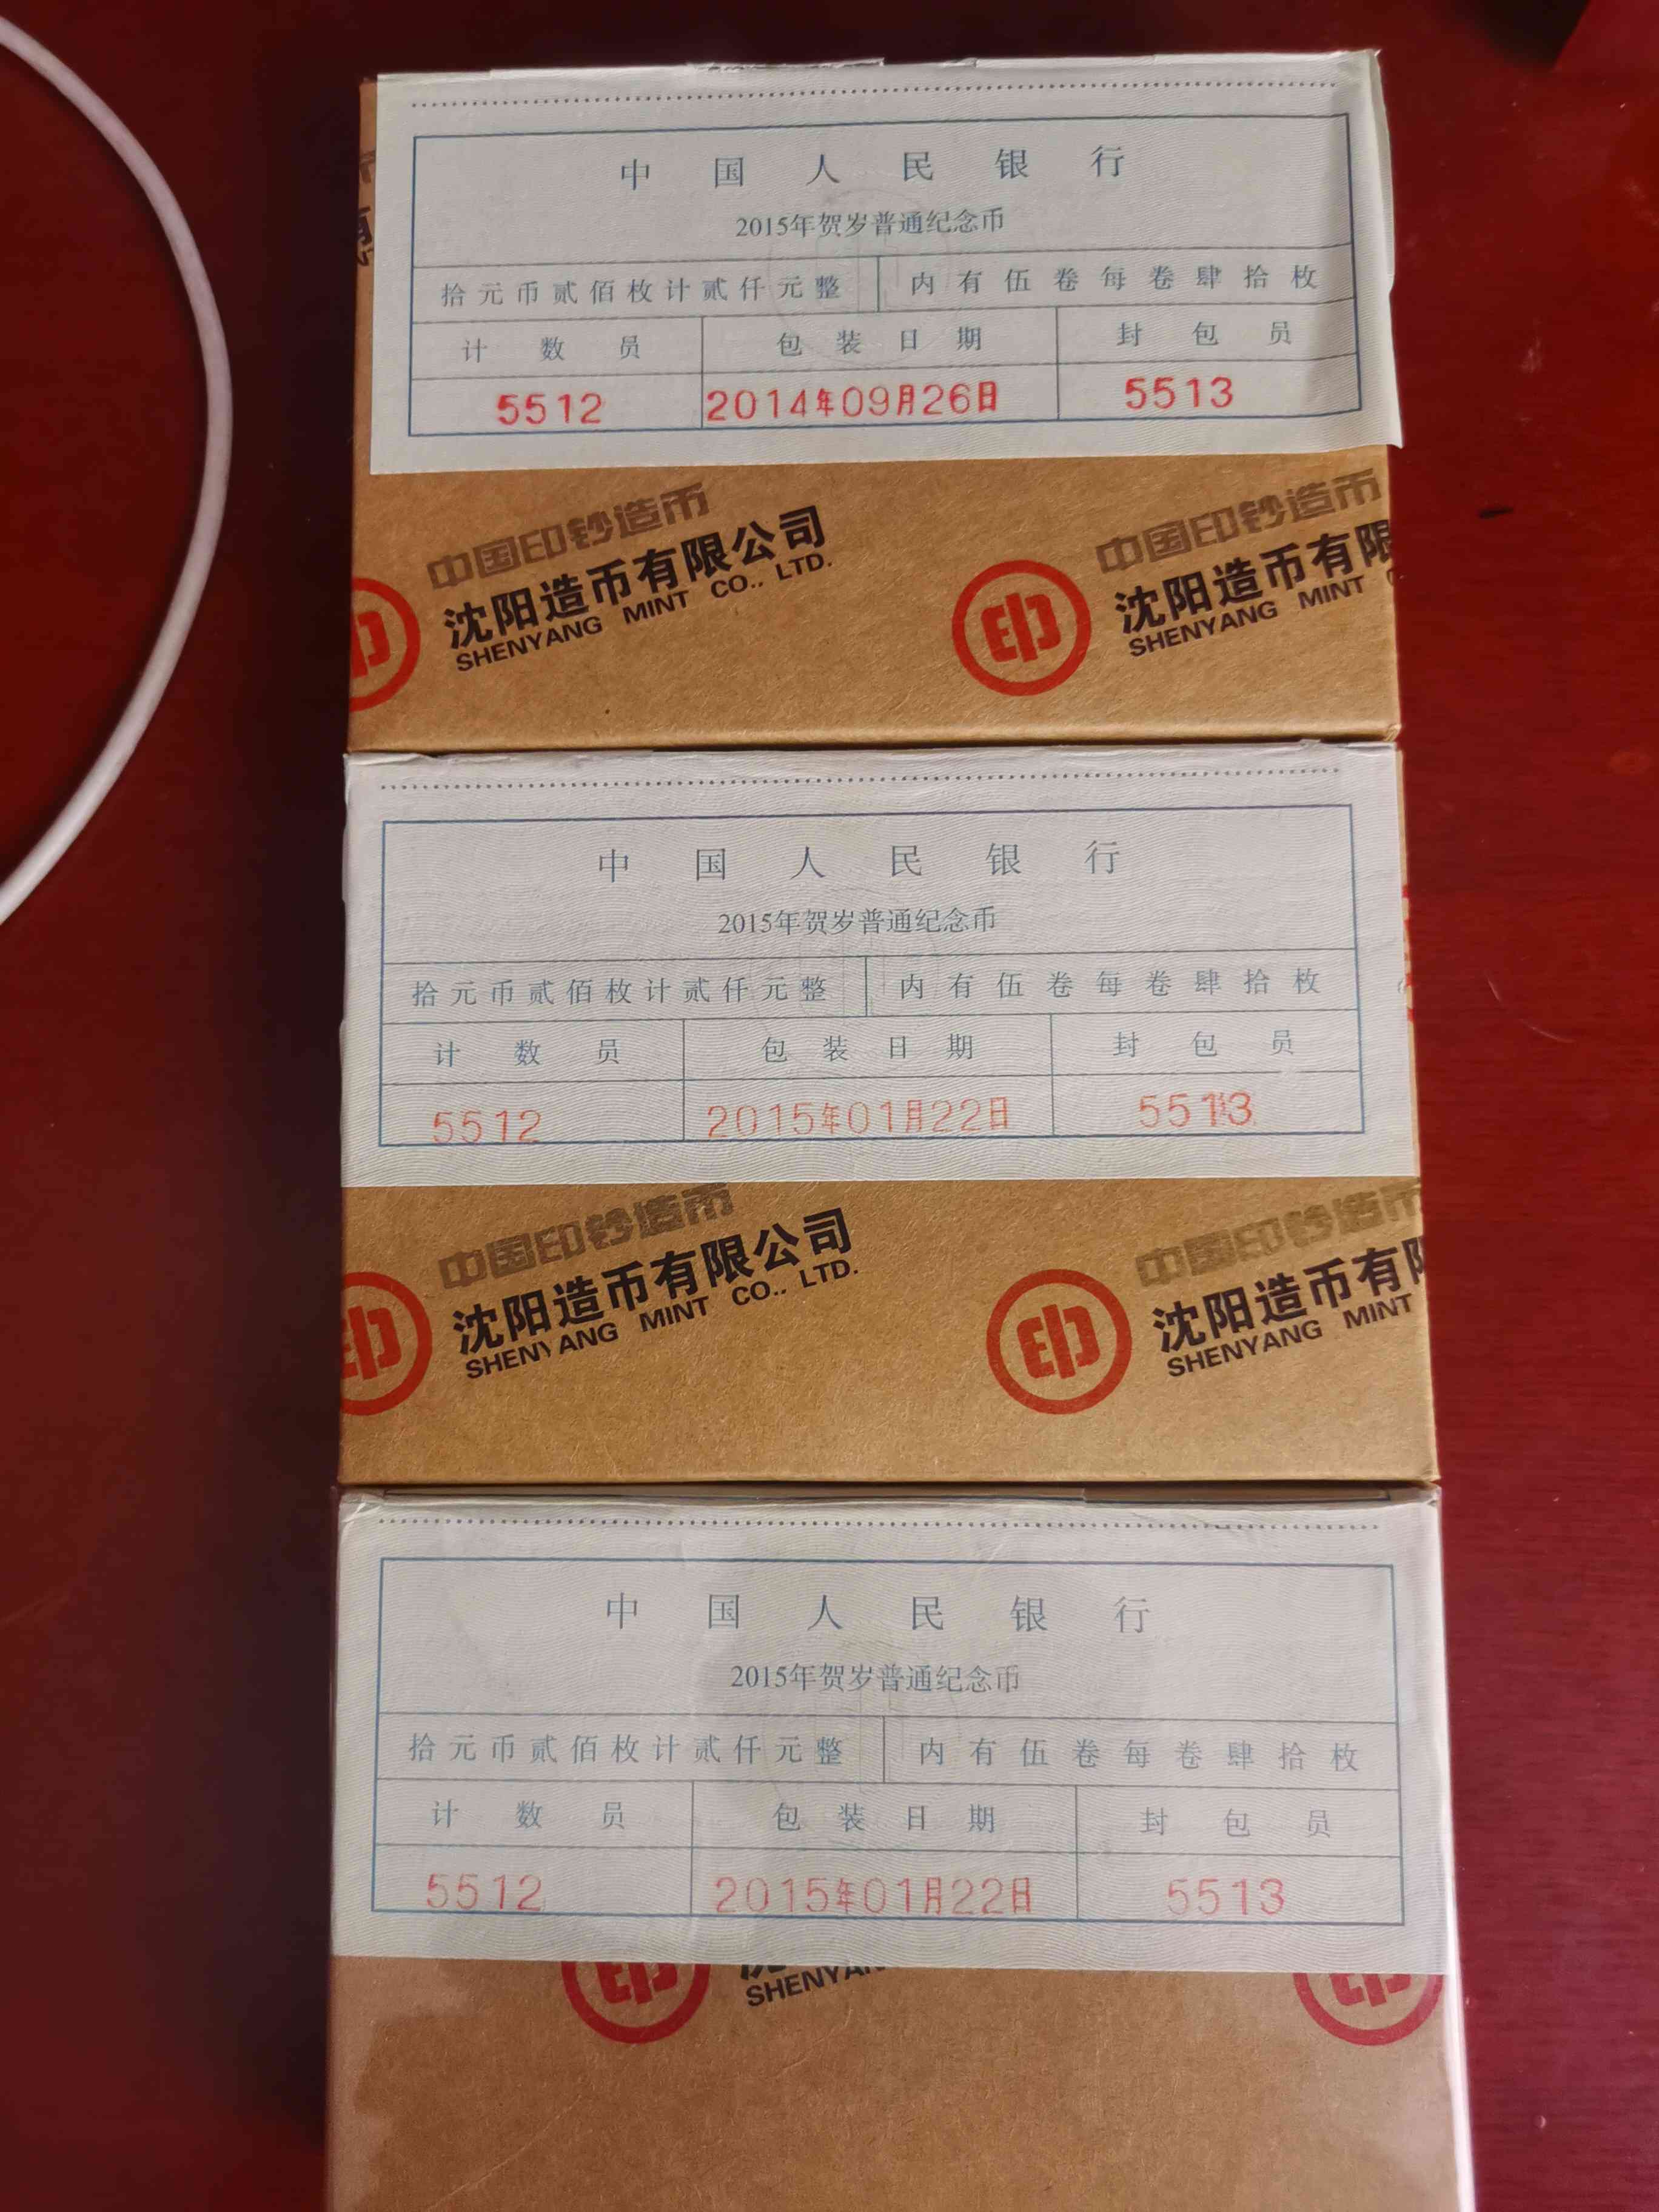 中国人民银行
2015年贺岁普通纪念币
拾元币贰佰枚计贰仟元整 内有伍卷每卷肆拾枚
计数员 包装日期 封包员
5512 2014年09月26日 5513
中国印钞造币 中国印钞造币
沈阳造币有限公司 沈阳造币有限
SHENYANG MINT CO.. LTD. SHENYANG MINT
中国人民银行
2015年贺岁普通纪念币
拾元币贰佰枚计贰仟元整 内有伍卷每卷肆拾枚
计数员 包装日期 封包员
5512 2015年01月22日 5513
中国印钞造币 中国印钞造币
沈阳造币有限公司 沈阳造币有限
SHENYANG MINT CO.. LTD. SHENYANG MINT
中国人民银行
2015年贺岁普通纪念币
拾元币贰佰枚计贰仟元整 内有伍卷每卷肆拾枚
计数员 包装日期 封包员
5512 2015年01月22日 5513
SHENYAN